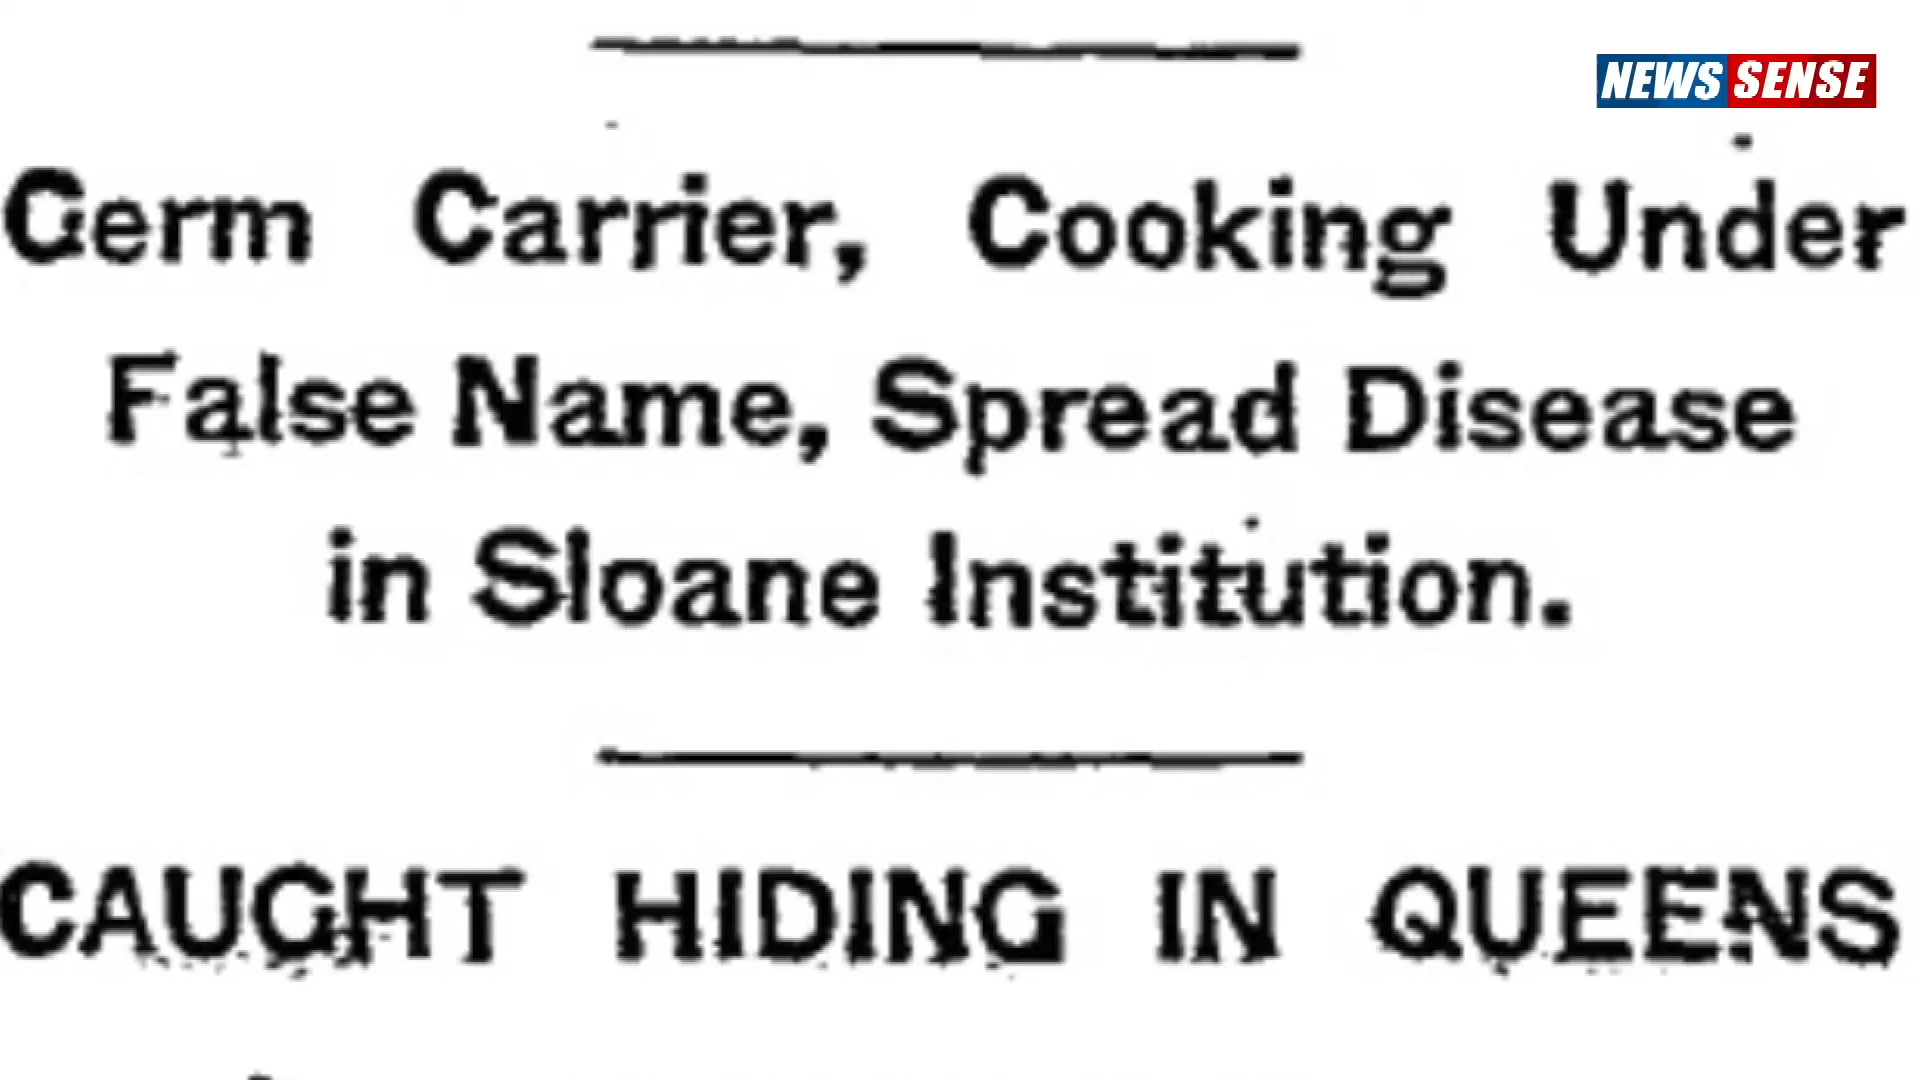 NEWS SENSE
Germ Carrier, Cooking Under
False Name, Spread Disease
in Sloane Institution.
CAUGHT HIDING IN QUEENS